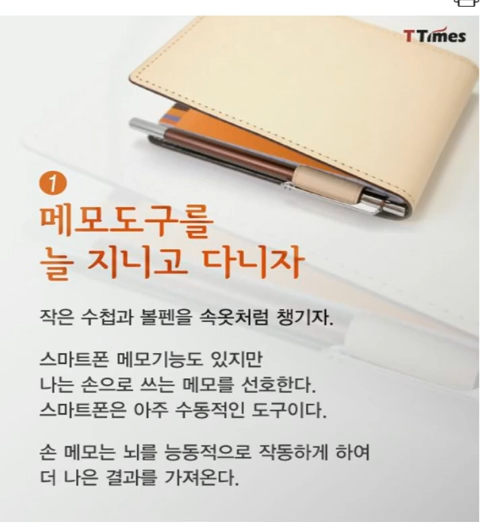 TTimes
1
메모도구를
늘 지니고 다니자
작은 수첩과 볼펜을 속옷처럼 챙기자.
스마트폰 메모기능도 있지만
나는 손으로 쓰는 메모를 선호한다.
스마트폰은 아주 수동적인 도구이다.
손 메모는 뇌를 능동적으로 작동하게 하여
더 나은 결과를 가져온다.